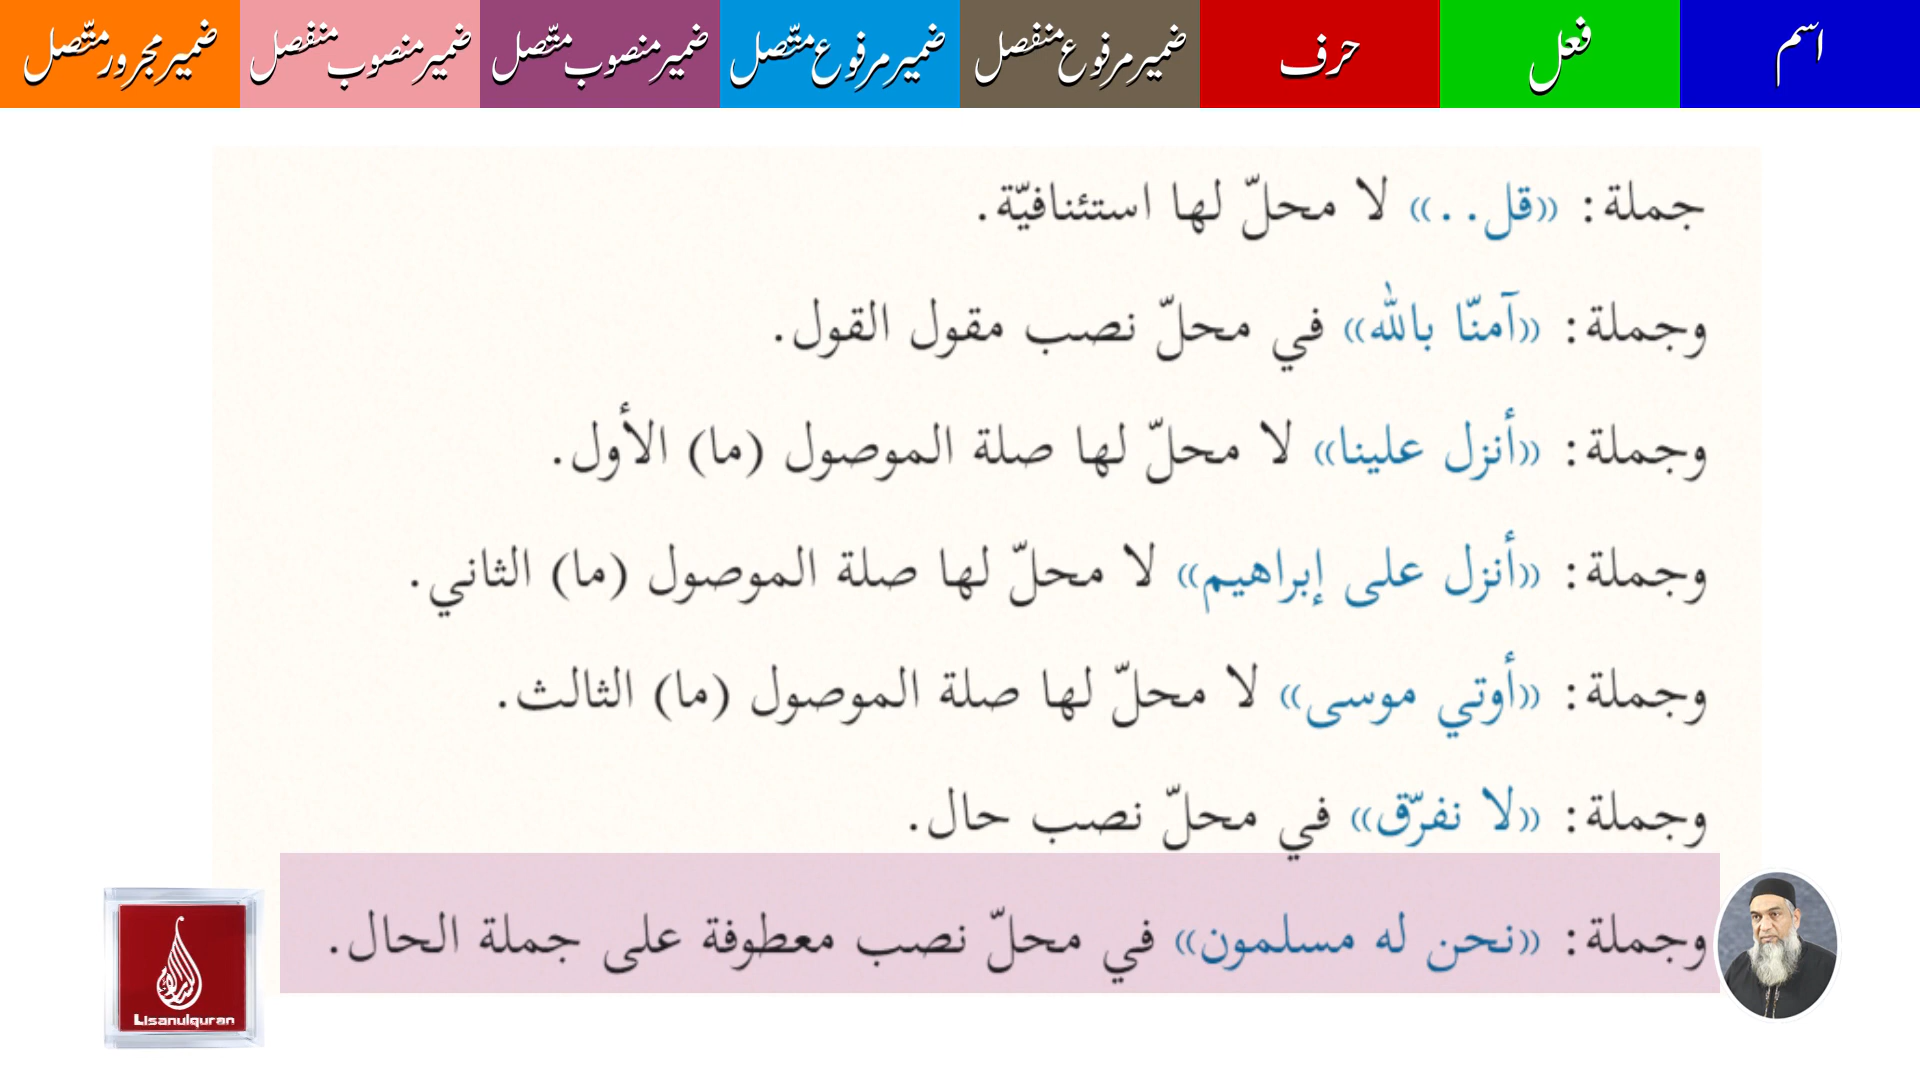 اسم فعل حرف ضمیر مرفوع منفصل ضمیر مرفوع متّصل ضمیر منصوب متّصل ضمیر منصوب منفصل ضمیر مجرور متّصل
جملة: «قل..» لا محلّ لها استئنافيّة.
وجملة: «آمنّا بالله» في محلّ نصب مقول القول.
وجملة: «أنزل علينا» لا محلّ لها صلة الموصول (ما) الأول.
وجملة: «أنزل على إبراهيم» لا محلّ لها صلة الموصول (ما) الثاني.
وجملة: «أوتي موسى» لا محلّ لها صلة الموصول (ما) الثالث.
وجملة: «لا نفرّق» في محلّ نصب حال.
وجملة: «نحن له مسلمون» في محلّ نصب معطوفة على جملة الحال.
Lisanulquran